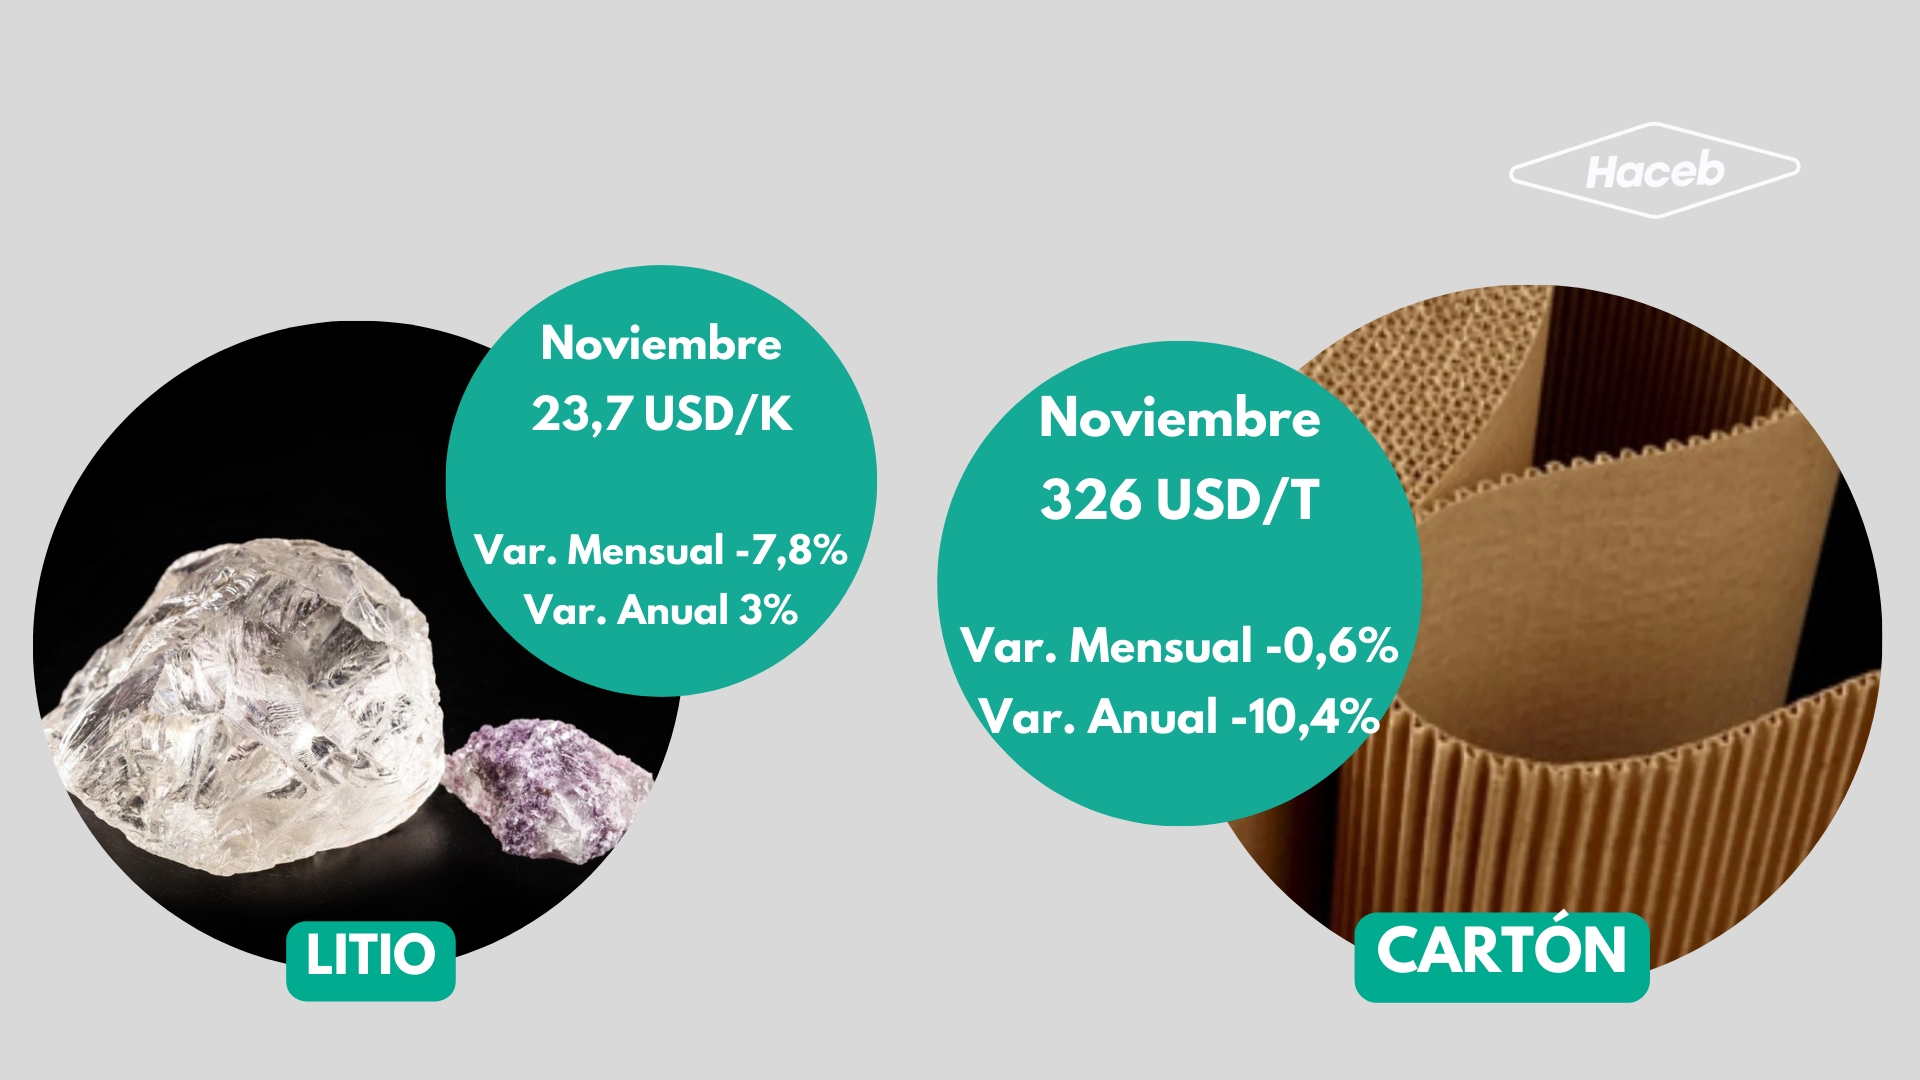 Haceb
Noviembre
23,7 USD/K
Var. Mensual -7,8%
Var. Anual 3%
LITIO
Noviembre
326 USD/T
Var. Mensual -0,6%
Var. Anual -10,4%
CARTÓN